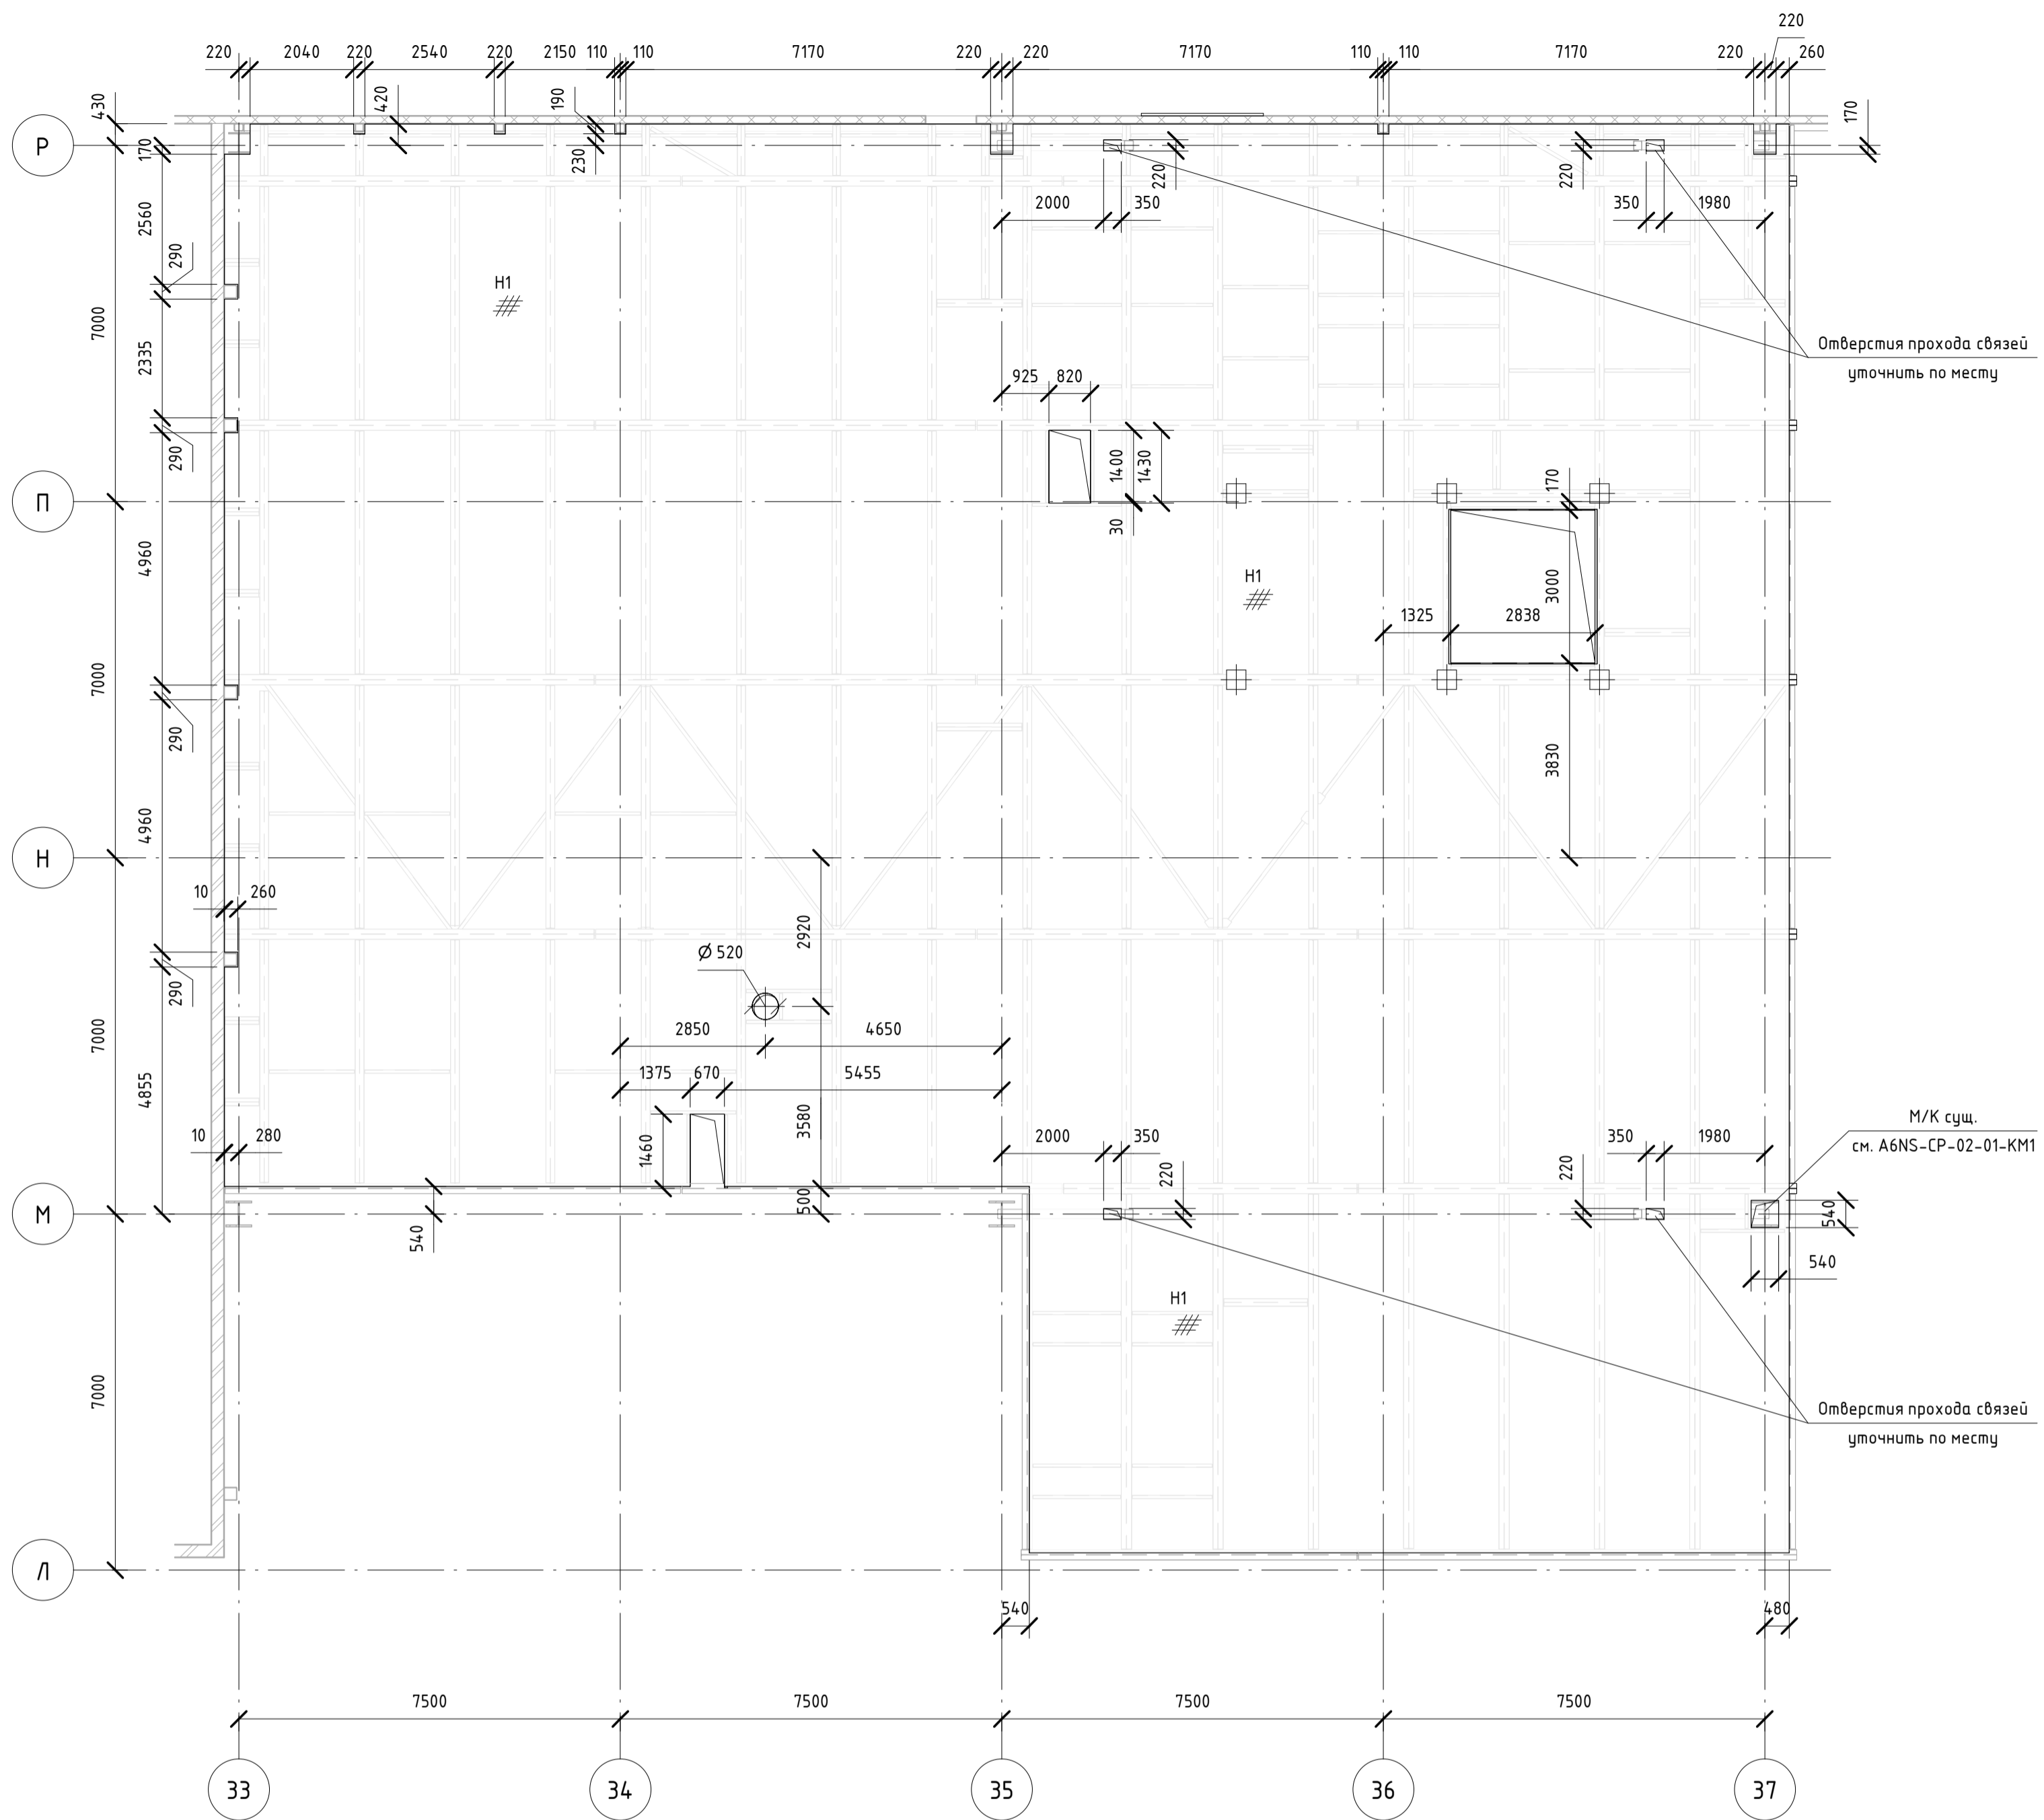 220
220 2040 220 2540 220 2150 110 110 7170 220 220 7170 110 110 7170 220 260
430
420
190
170
Р
170
230
220
220
2560
2000 350
350 1980
290
Н1
7000
2335
Отверстия прохода связей
уточнить по месту
925 820
290
1400
1430
170
П
30
4960
Н1
3000
1325 2838
7000
290
3830
4960
Н
10 260
2920
Ø 520
290
2850 4650
7000
1375 670 5455
4855
3580
М/К сущ.
см. A6NS-CP-02-01-КМ1
10 280
1460
2000 350
350 1980
220
220
500
540
М
540
540
Н1
7000
Отверстия прохода связей
уточнить по месту
Л
540
480
7500 7500 7500 7500
33 34 35 36 37